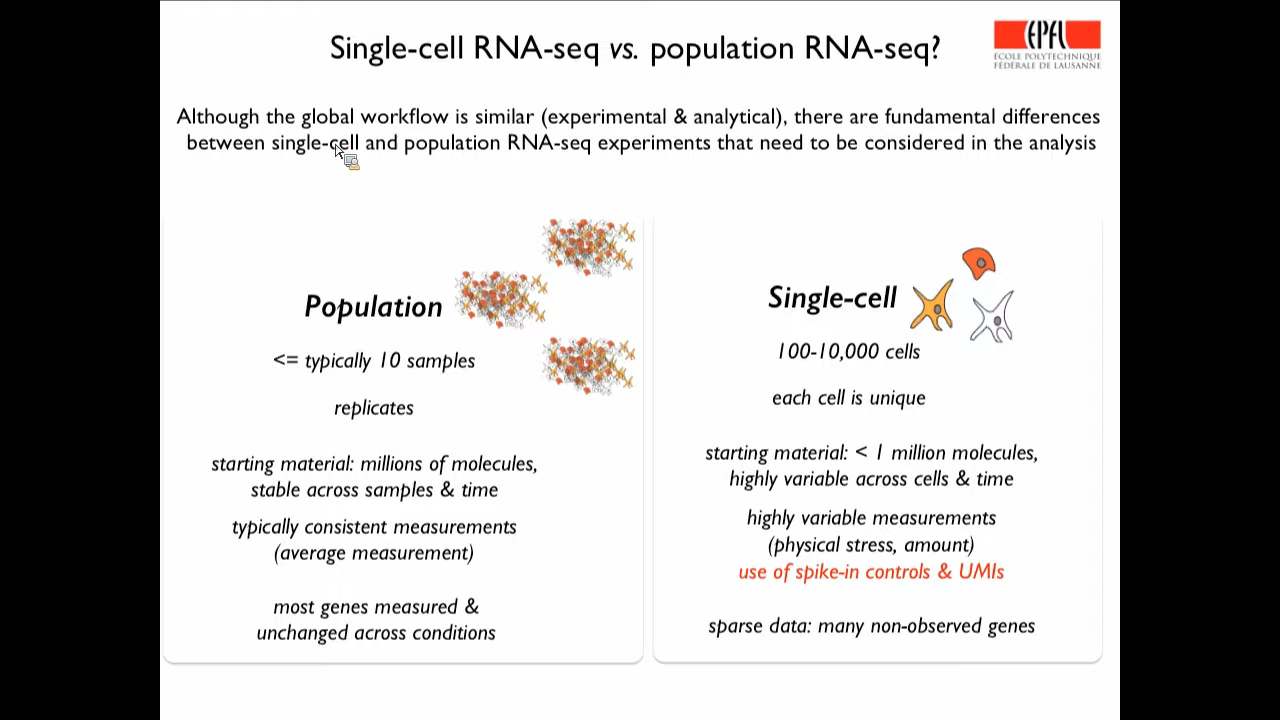 Single-cell RNA-seq vs. population RNA-seq?
EPFL
ÉCOLE POLYTECHNIQUE
FÉDÉRALE DE LAUSANNE
Although the global workflow is similar (experimental & analytical), there are fundamental differences
between single-cell and population RNA-seq experiments that need to be considered in the analysis
Population
<= typically 10 samples
replicates
starting material: millions of molecules,
stable across samples & time
typically consistent measurements
(average measurement)
most genes measured &
unchanged across conditions
Single-cell
100-10,000 cells
each cell is unique
starting material: < 1 million molecules,
highly variable across cells & time
highly variable measurements
(physical stress, amount)
use of spike-in controls & UMIs
sparse data: many non-observed genes